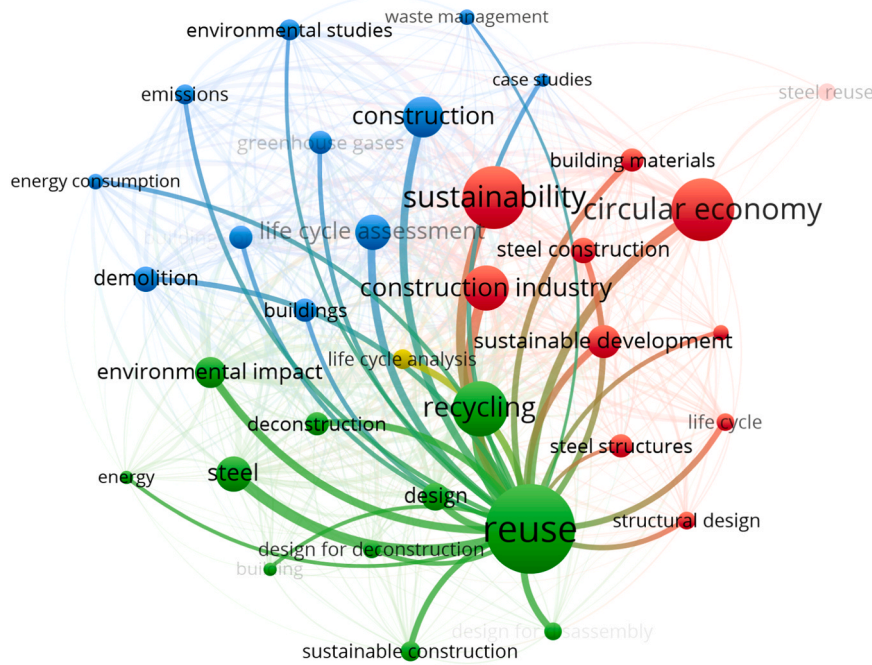 waste management
environmental studies
case studies
steel reuse
emissions
construction
greenhouse gases
building materials
energy consumption
sustainability
circular economy
life cycle assessment
steel construction
demolition
construction industry
buildings
sustainable development
life cycle analysis
environmental impact
recycling
deconstruction
life cycle
steel structures
steel
energy
design
structural design
reuse
design for deconstruction
building
design for disassembly
sustainable construction